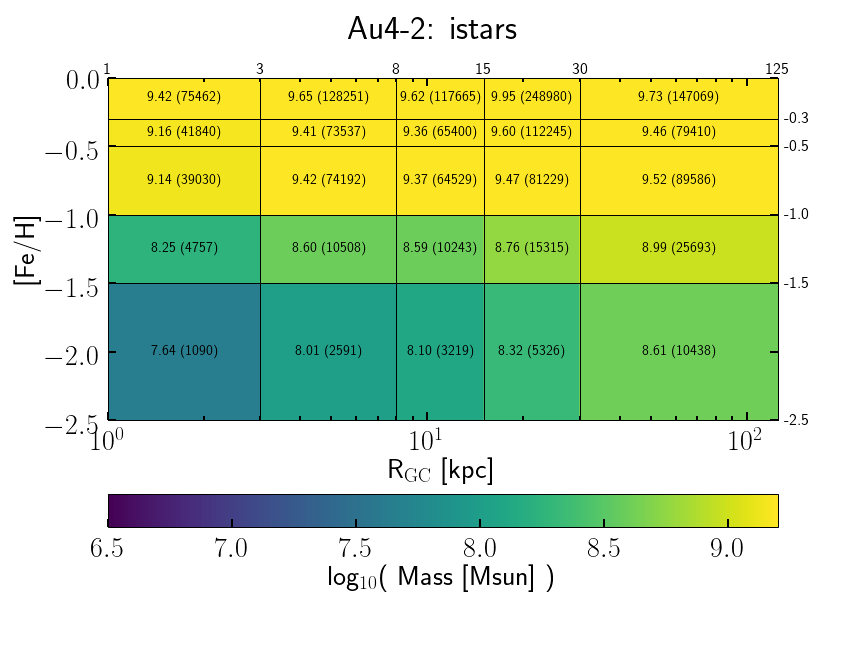 Au4-2: istars
1 3 8 15 30 125
0.0 9.42 (75462) 9.65 (128251) 9.62 (117665) 9.95 (248980) 9.73 (147069)
-0.3
9.16 (41840) 9.41 (73537) 9.36 (65400) 9.60 (112245) 9.46 (79410)
−0.5 -0.5
9.14 (39030) 9.42 (74192) 9.37 (64529) 9.47 (81229) 9.52 (89586)
−1.0 -1.0
[Fe/H]
8.25 (4757) 8.60 (10508) 8.59 (10243) 8.76 (15315) 8.99 (25693)
−1.5 -1.5
−2.0 7.64 (1090) 8.01 (2591) 8.10 (3219) 8.32 (5326) 8.61 (10438)
−2.5 -2.5
10⁰ 10¹ 10²
R_GC [kpc]
6.5 7.0 7.5 8.0 8.5 9.0
log₁₀( Mass [Msun] )